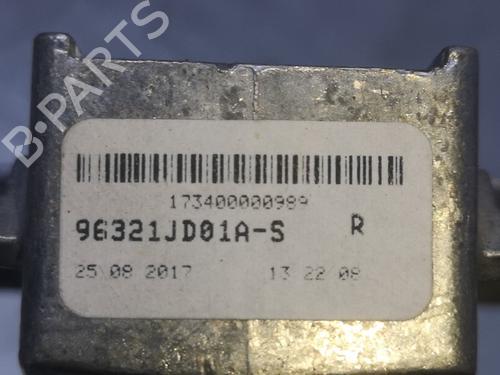 B-PARTS
173400000989
96321JD01A-S R
25 08 2017 13 22 08